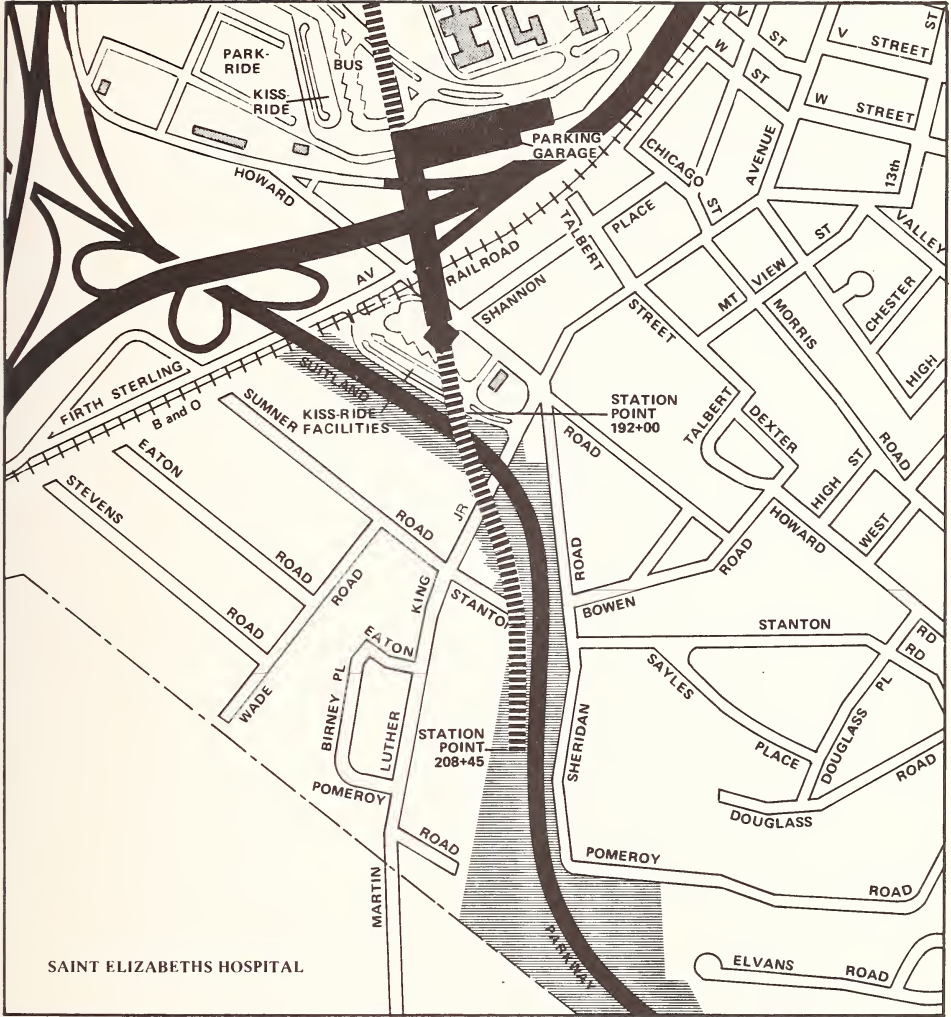 PARK-
RIDE
BUS
KISS-
RIDE
HOWARD
AV
PARKING
GARAGE
RAILROAD
V
ST
V STREET
ST
W
ST
W STREET
CHICAGO
ST
AVENUE
13th
VALLEY
TALBERT
PLACE
ST
SHANNON
MT
VIEW
CHESTER
HIGH
STREET
MORRIS
ROAD
FIRTH STERLING
B and O
SUITLAND
KISS-RIDE
FACILITIES
SUMNER
ROAD
EATON
ROAD
STEVENS
ROAD
STATION
POINT
192+00
ROAD
TALBERT
DEXTER
HIGH ST
WEST
HOWARD
ROAD
ROAD
BOWEN
ROAD
JR
KING
STANTON
WADE
EATON
BIRNEY PL
LUTHER
POMEROY
ROAD
MARTIN
STATION
POINT
208+45
SHERIDAN
STANTON
RD
RD
SAYLES
PLACE
DOUGLASS
PL
DOUGLASS
ROAD
POMEROY
ROAD
PARKWAY
ELVANS ROAD
SAINT ELIZABETHS HOSPITAL